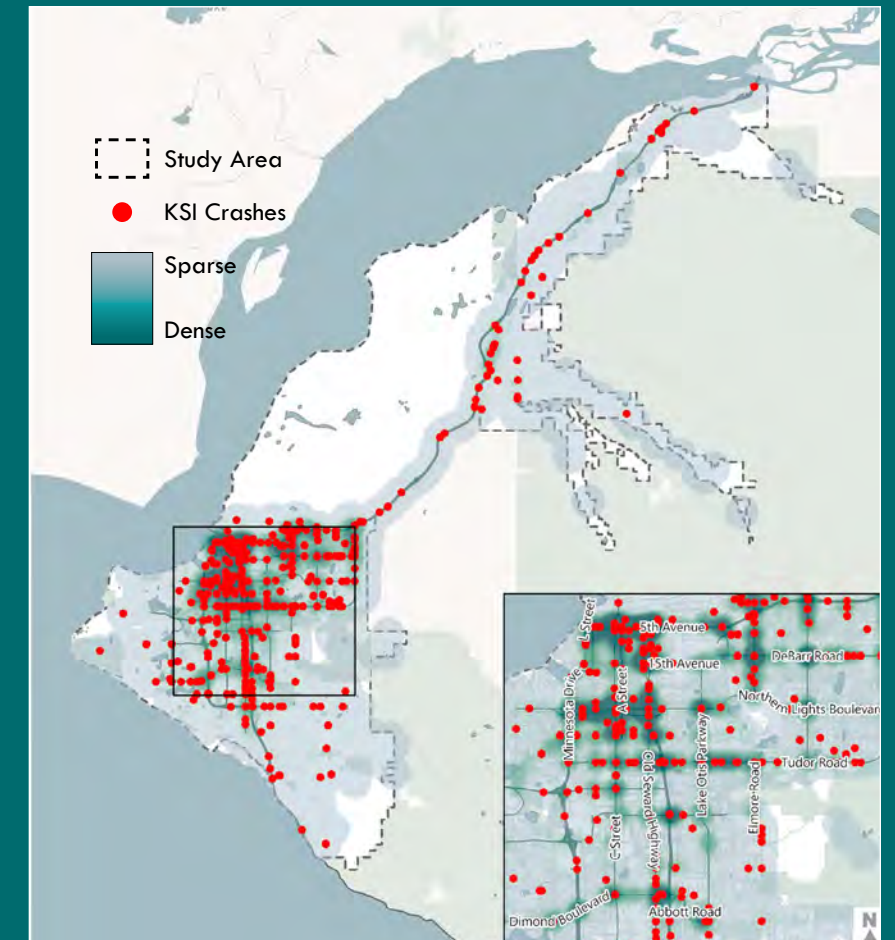 Study Area
KSI Crashes
Sparse
Dense
L Street
5th Avenue
15th Avenue
DeBarr Road
A Street
Minnesota Drive
Northern Lights Boulevar
Old Seward Highway
Lake Otis Parkway
Tudor Road
Elmore Road
C Street
Dimond Boulevard
Abbott Road
N